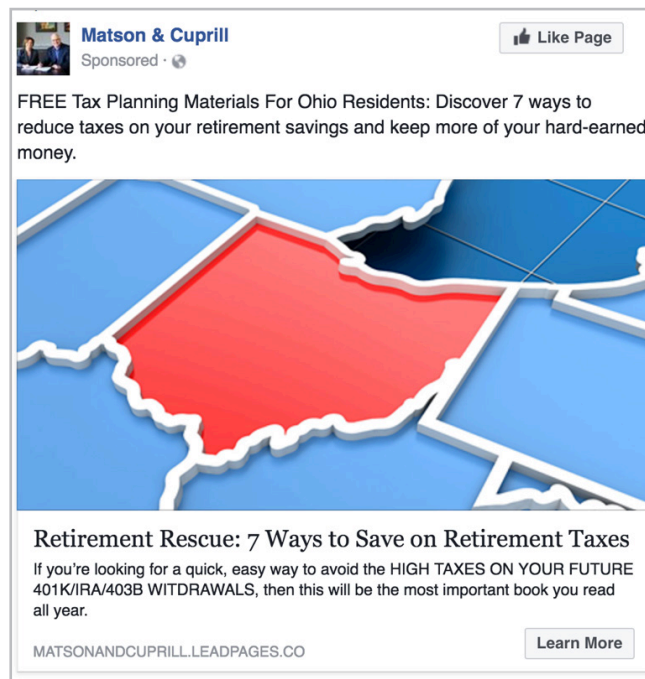 Matson & Cuprill
Like Page
Sponsored ·
FREE Tax Planning Materials For Ohio Residents: Discover 7 ways to
reduce taxes on your retirement savings and keep more of your hard-earned
money.
Retirement Rescue: 7 Ways to Save on Retirement Taxes
If you're looking for a quick, easy way to avoid the HIGH TAXES ON YOUR FUTURE
401K/IRA/403B WITDRAWALS, then this will be the most important book you read
all year.
MATSONANDCUPRILL.LEADPAGES.CO
Learn More